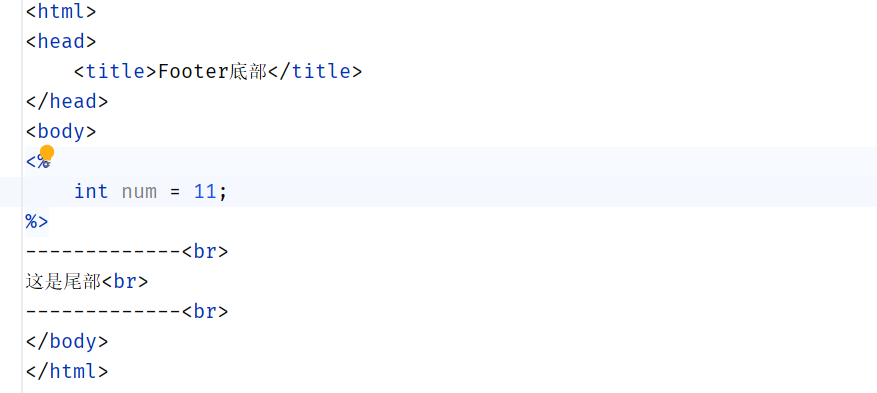 <html>
<head>
    <title>Footer底部</title>
</head>
<body>
<%
    int num = 11;
%>
-------------<br>
这是尾部<br>
-------------<br>
</body>
</html>